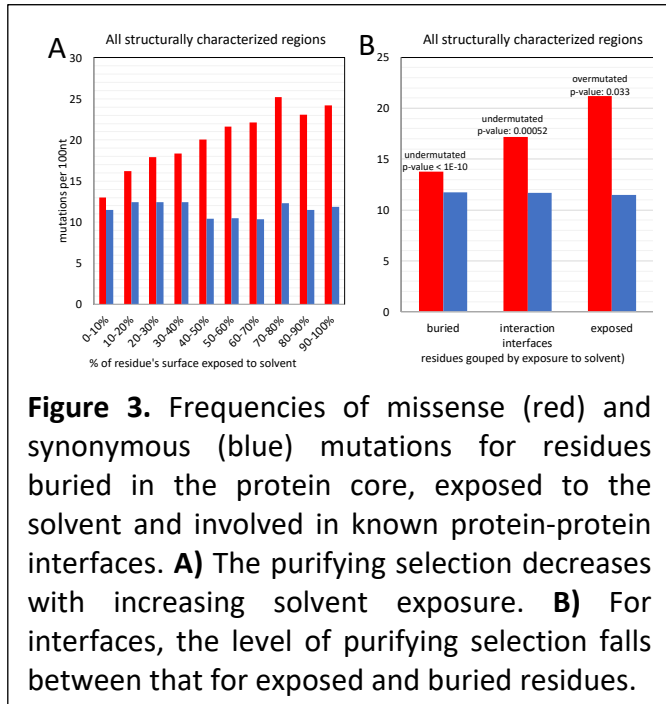 A
All structurally characterized regions
30
25
20
15
10
5
0
mutations per 100nt
0-10%
10-20%
20-30%
30-40%
40-50%
50-60%
60-70%
70-80%
80-90%
90-100%
% of residue's surface exposed to solvent
B
All structurally characterized regions
25
20
15
10
5
0
undermutated
p-value < 1E-10
undermutated
p-value: 0.00052
overmutated
p-value: 0.033
buried
interaction
interfaces
exposed
residues gouped by exposure to solvent)
Figure 3. Frequencies of missense (red) and
synonymous (blue) mutations for residues
buried in the protein core, exposed to the
solvent and involved in known protein-protein
interfaces. A) The purifying selection decreases
with increasing solvent exposure. B) For
interfaces, the level of purifying selection falls
between that for exposed and buried residues.